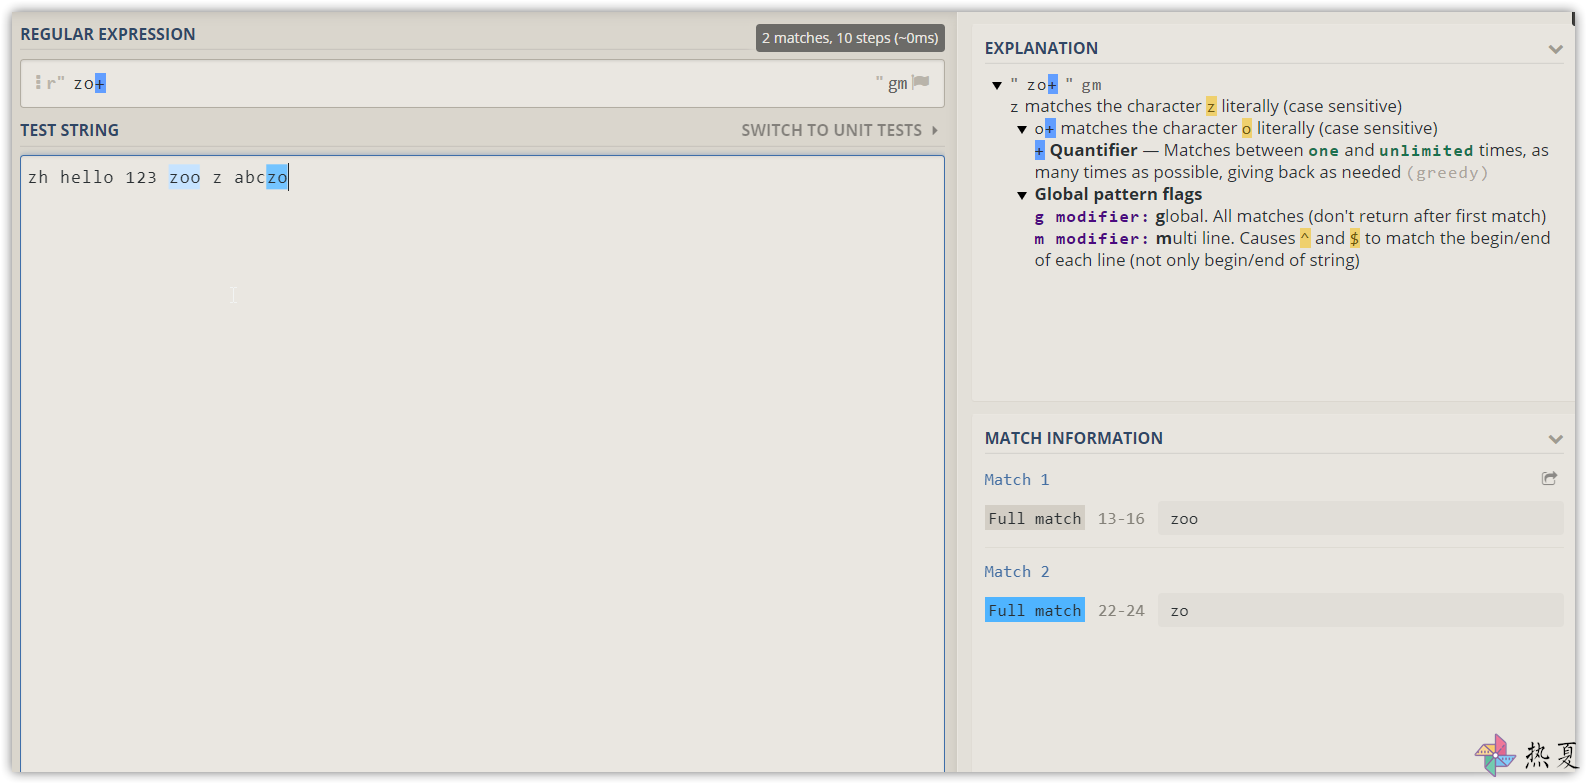 REGULAR EXPRESSION
2 matches, 10 steps (~0ms)
r" zo+ " gm
TEST STRING
SWITCH TO UNIT TESTS
zh hello 123 zoo z abczo
EXPLANATION
" zo+ " gm
z matches the character z literally (case sensitive)
o+ matches the character o literally (case sensitive)
+ Quantifier — Matches between one and unlimited times, as
many times as possible, giving back as needed (greedy)
Global pattern flags
g modifier: global. All matches (don't return after first match)
m modifier: multi line. Causes ^ and $ to match the begin/end
of each line (not only begin/end of string)
MATCH INFORMATION
Match 1
Full match 13-16 zoo
Match 2
Full match 22-24 zo
热夏